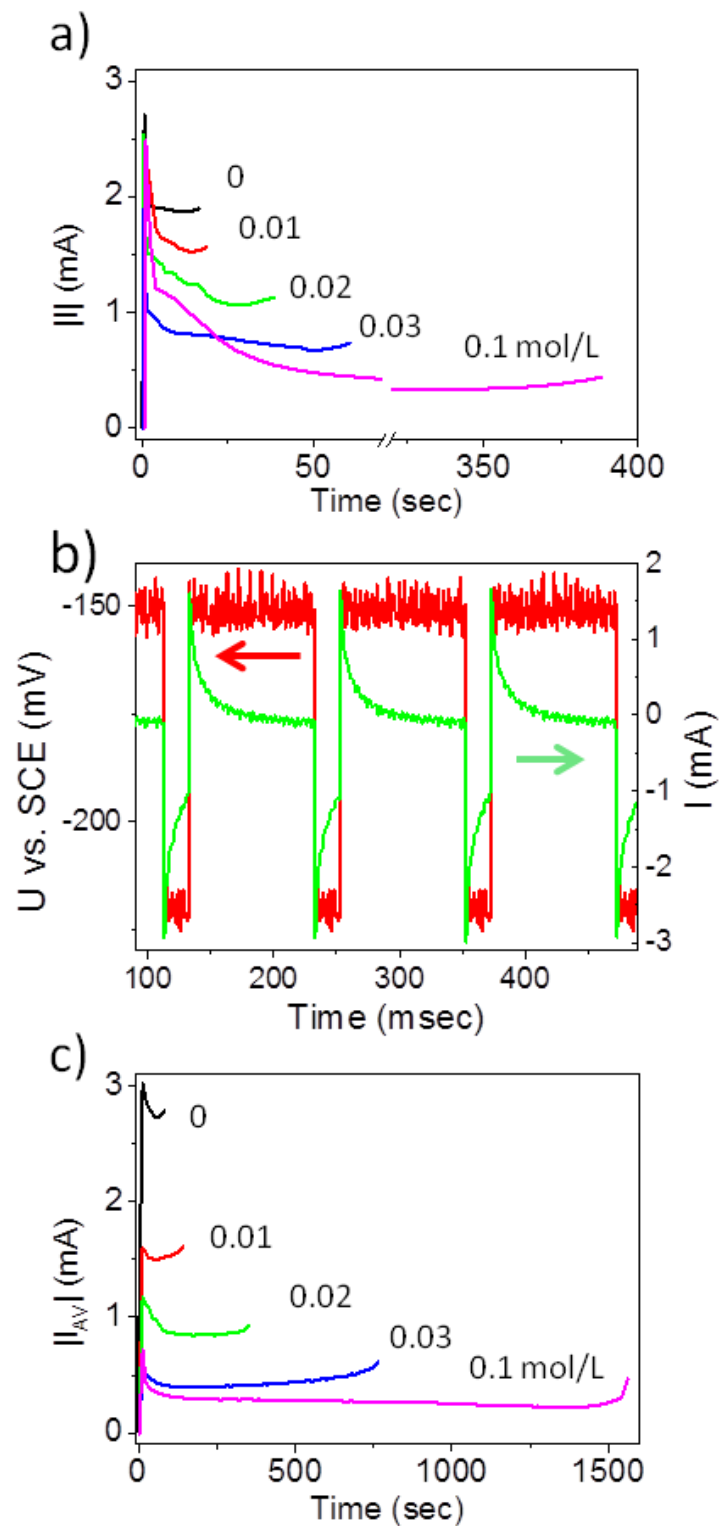 a)
3
2
1
0
|I| (mA)
0
0.01
0.02
0.03
0.1 mol/L
0 50 350 400
Time (sec)
b)
-150
-200
U vs. SCE (mV)
2
1
0
-1
-2
-3
I (mA)
100 200 300 400
Time (msec)
c)
3
2
1
0
|I_AV| (mA)
0
0.01
0.02
0.03
0.1 mol/L
0 500 1000 1500
Time (sec)